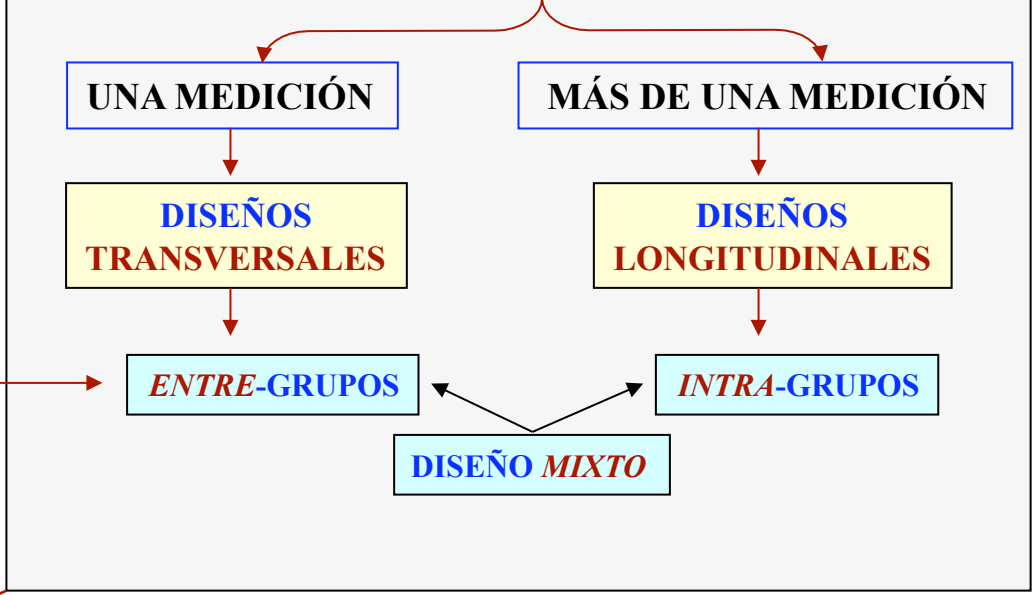 UNA MEDICIÓN
MÁS DE UNA MEDICIÓN
DISEÑOS
TRANSVERSALES
DISEÑOS
LONGITUDINALES
ENTRE-GRUPOS
INTRA-GRUPOS
DISEÑO MIXTO